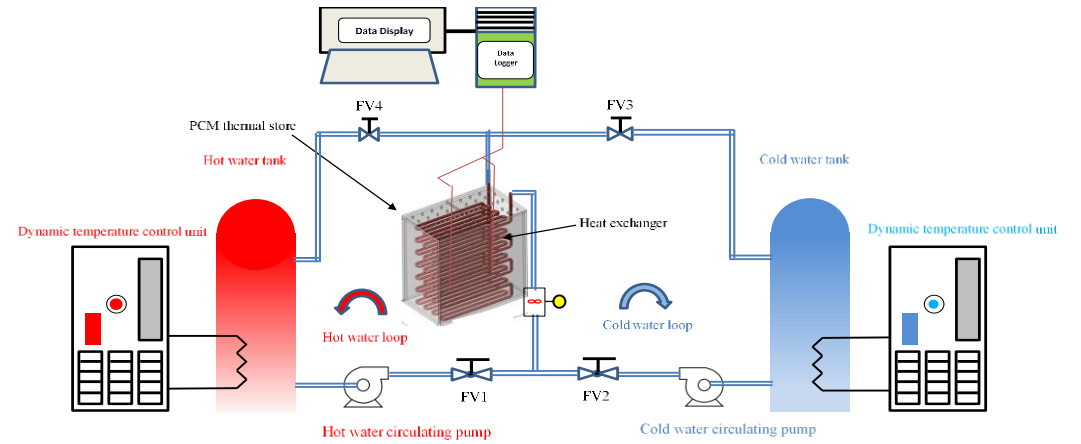 Data Display
Data
Logger
FV4
FV3
PCM thermal store
Hot water tank
Cold water tank
Heat exchanger
Dynamic temperature control unit
Dynamic temperature control unit
Hot water loop
Cold water loop
FV1
FV2
Hot water circulating pump
Cold water circulating pump